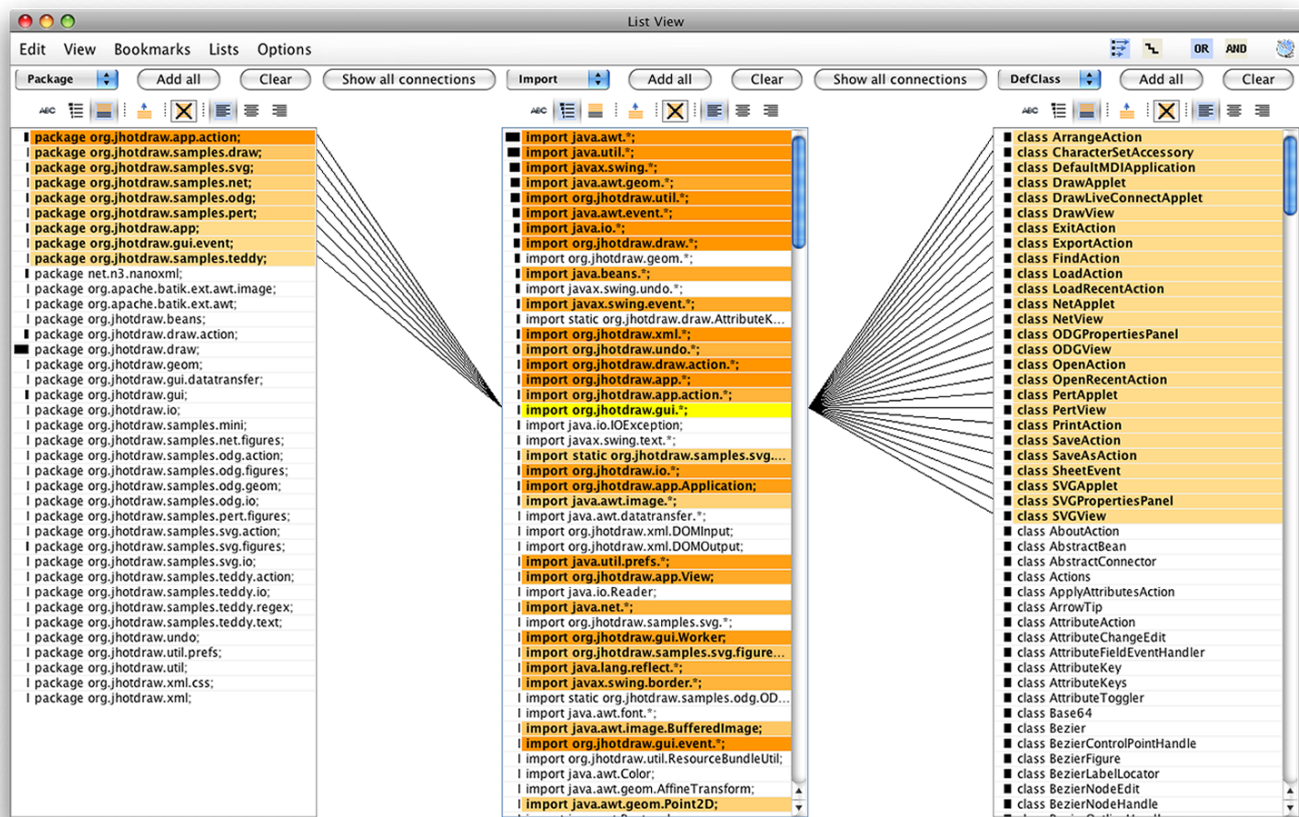 List View
Edit View Bookmarks Lists Options OR AND
Package Add all Clear Show all connections Import Add all Clear Show all connections DefClass Add all Clear
ABC ABC ABC
package org.jhotdraw.app.action;
package org.jhotdraw.samples.draw;
package org.jhotdraw.samples.svg;
package org.jhotdraw.samples.net;
package org.jhotdraw.samples.odg;
package org.jhotdraw.samples.pert;
package org.jhotdraw.app;
package org.jhotdraw.gui.event;
package org.jhotdraw.samples.teddy;
package net.n3.nanoxml;
package org.apache.batik.ext.awt.image;
package org.apache.batik.ext.awt;
package org.jhotdraw.beans;
package org.jhotdraw.draw.action;
package org.jhotdraw.draw;
package org.jhotdraw.geom;
package org.jhotdraw.gui.datatransfer;
package org.jhotdraw.gui;
package org.jhotdraw.io;
package org.jhotdraw.samples.mini;
package org.jhotdraw.samples.net.figures;
package org.jhotdraw.samples.odg.action;
package org.jhotdraw.samples.odg.figures;
package org.jhotdraw.samples.odg.geom;
package org.jhotdraw.samples.odg.io;
package org.jhotdraw.samples.pert.figures;
package org.jhotdraw.samples.svg.action;
package org.jhotdraw.samples.svg.figures;
package org.jhotdraw.samples.svg.io;
package org.jhotdraw.samples.teddy.action;
package org.jhotdraw.samples.teddy.io;
package org.jhotdraw.samples.teddy.regex;
package org.jhotdraw.samples.teddy.text;
package org.jhotdraw.undo;
package org.jhotdraw.util.prefs;
package org.jhotdraw.util;
package org.jhotdraw.xml.css;
package org.jhotdraw.xml;
import java.awt.*;
import java.util.*;
import javax.swing.*;
import java.awt.geom.*;
import org.jhotdraw.util.*;
import java.awt.event.*;
import java.io.*;
import org.jhotdraw.draw.*;
import org.jhotdraw.geom.*;
import java.beans.*;
import javax.swing.undo.*;
import javax.swing.event.*;
import static org.jhotdraw.draw.AttributeK...
import org.jhotdraw.xml.*;
import org.jhotdraw.undo.*;
import org.jhotdraw.draw.action.*;
import org.jhotdraw.app.*;
import org.jhotdraw.app.action.*;
import org.jhotdraw.gui.*;
import java.io.IOException;
import javax.swing.text.*;
import static org.jhotdraw.samples.svg....
import org.jhotdraw.io.*;
import org.jhotdraw.app.Application;
import java.awt.image.*;
import java.awt.datatransfer.*;
import org.jhotdraw.xml.DOMInput;
import org.jhotdraw.xml.DOMOutput;
import java.util.prefs.*;
import org.jhotdraw.app.View;
import java.io.Reader;
import java.net.*;
import org.jhotdraw.samples.svg.*;
import org.jhotdraw.gui.Worker;
import org.jhotdraw.samples.svg.figure...
import java.lang.reflect.*;
import javax.swing.border.*;
import static org.jhotdraw.samples.odg.OD...
import java.awt.font.*;
import java.awt.image.BufferedImage;
import org.jhotdraw.gui.event.*;
import org.jhotdraw.util.ResourceBundleUtil;
import java.awt.Color;
import java.awt.geom.AffineTransform;
import java.awt.geom.Point2D;
class ArrangeAction
class CharacterSetAccessory
class DefaultMDIApplication
class DrawApplet
class DrawLiveConnectApplet
class DrawView
class ExitAction
class ExportAction
class FindAction
class LoadAction
class LoadRecentAction
class NetApplet
class NetView
class ODGPropertiesPanel
class ODGView
class OpenAction
class OpenRecentAction
class PertApplet
class PertView
class PrintAction
class SaveAction
class SaveAsAction
class SheetEvent
class SVGApplet
class SVGPropertiesPanel
class SVGView
class AboutAction
class AbstractBean
class AbstractConnector
class Actions
class ApplyAttributesAction
class ArrowTip
class AttributeAction
class AttributeChangeEdit
class AttributeFieldEventHandler
class AttributeKey
class AttributeKeys
class AttributeToggler
class Base64
class Bezier
class BezierControlPointHandle
class BezierFigure
class BezierLabelLocator
class BezierNodeEdit
class BezierNodeHandle